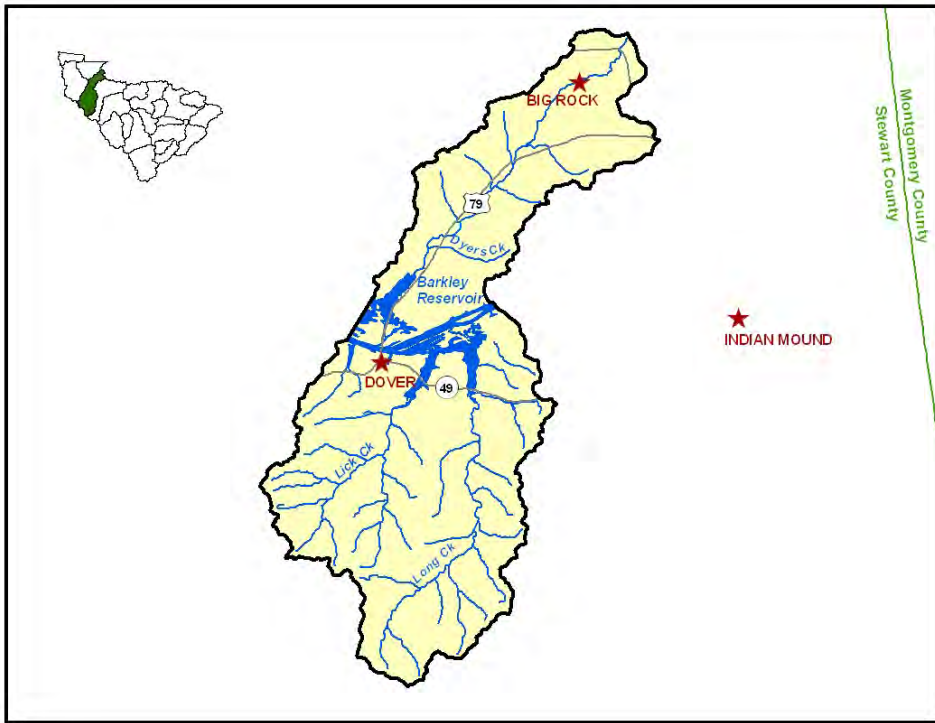 BIG ROCK
Montgomery County
Stewart County
79
Dyers Ck
Barkley
Reservoir
INDIAN MOUND
DOVER
49
Lick Ck
Long Ck